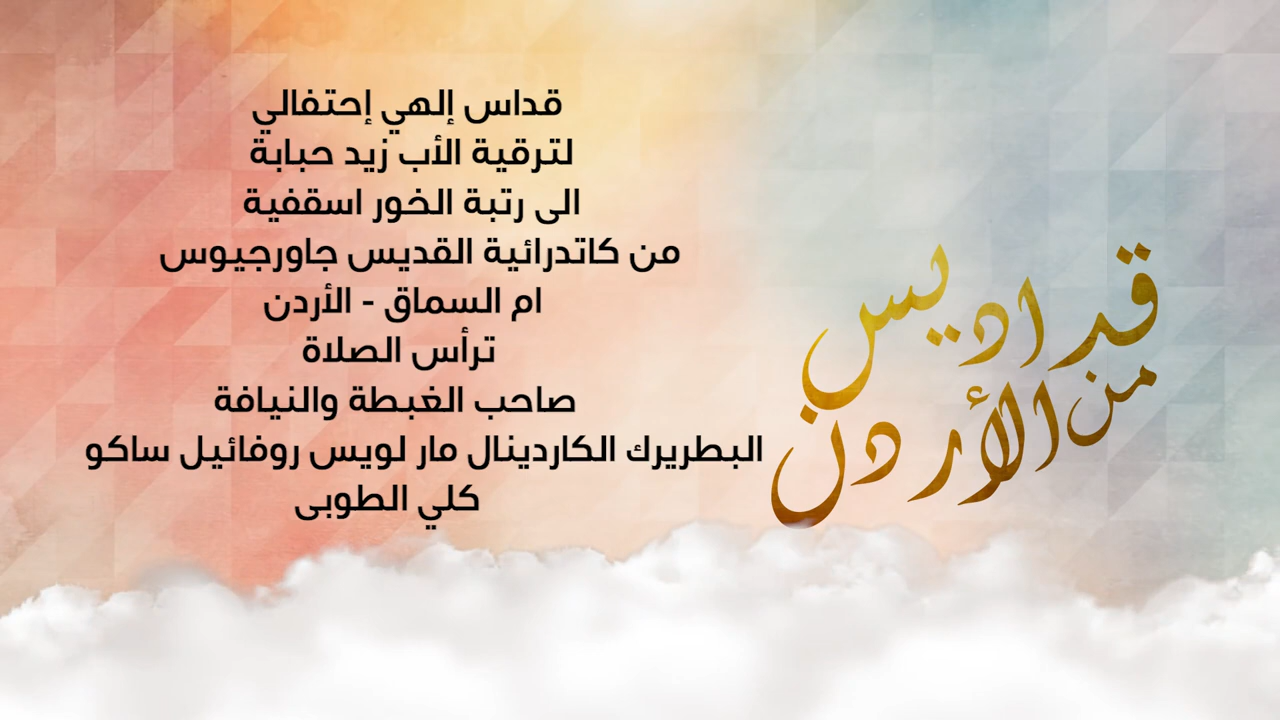 قداس إلهي إحتفالي
لترقية الأب زيد حبابة
الى رتبة الخور اسقفية
من كاتدرائية القديس جاورجيوس
ام السماق - الأردن
ترأس الصلاة
صاحب الغبطة والنيافة
البطريرك الكاردينال مار لويس روفائيل ساكو
كلي الطوبى
قداديس
من الأردن